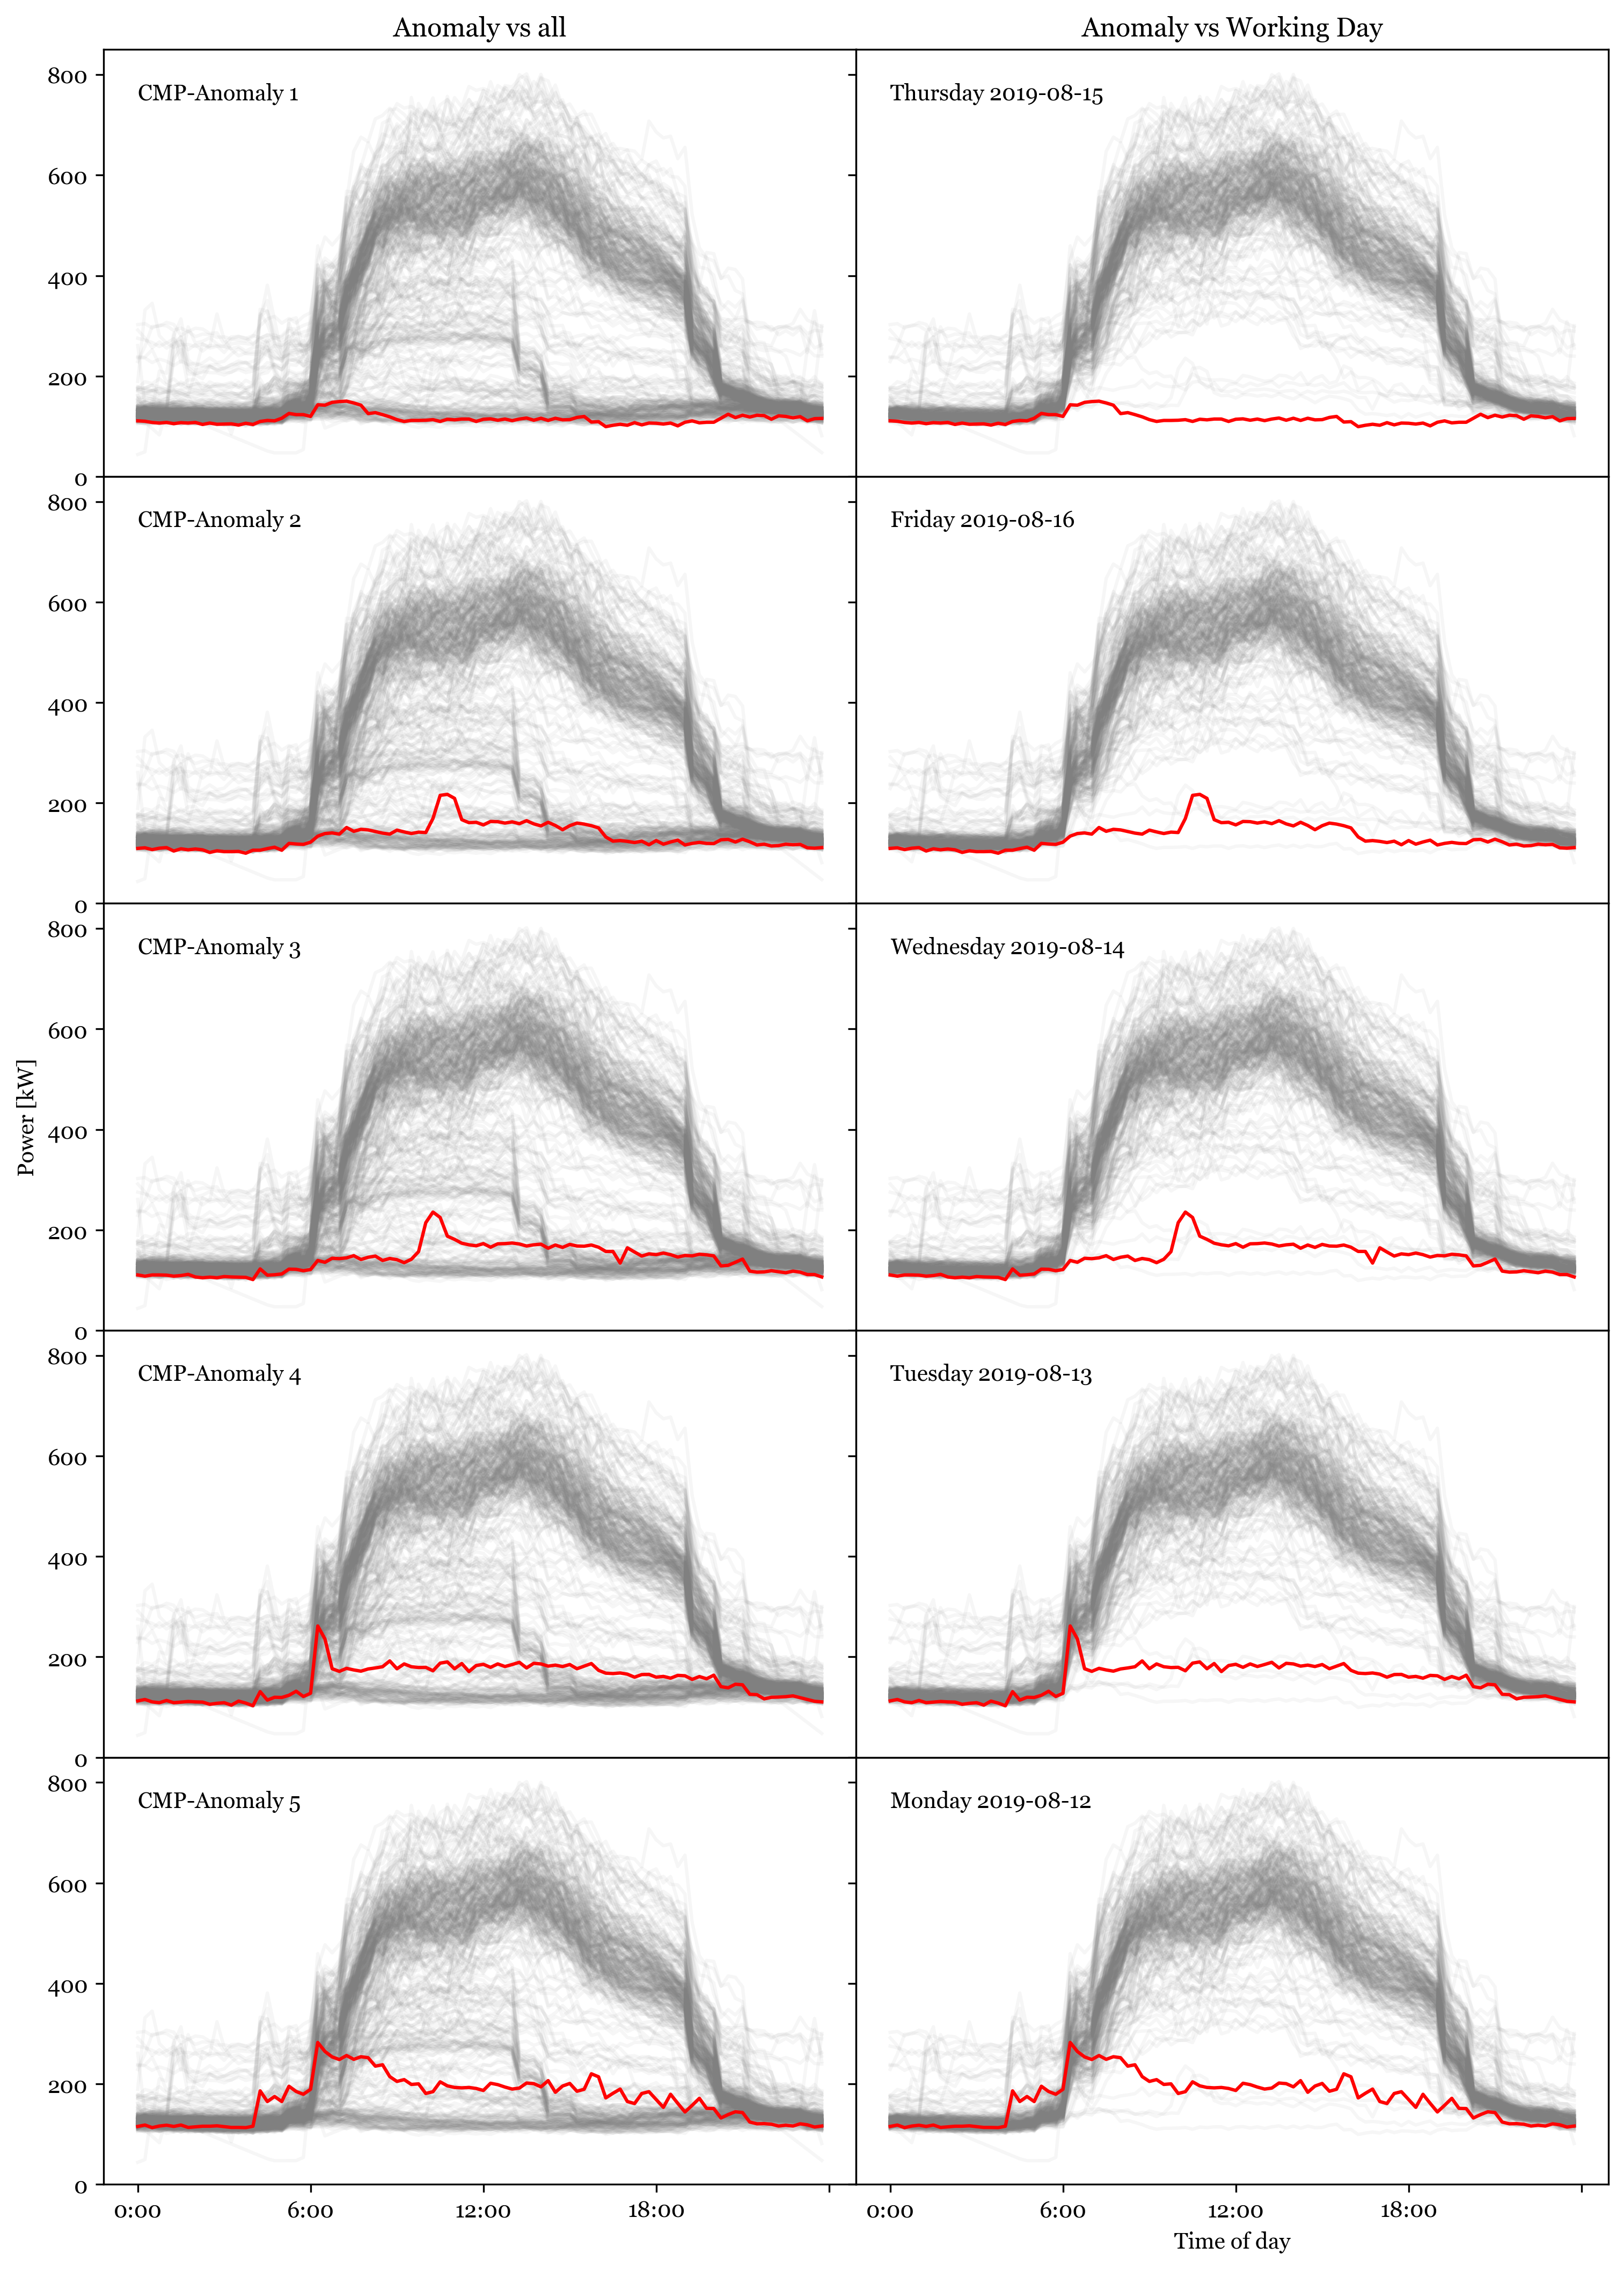 Anomaly vs all
Anomaly vs Working Day
800
CMP-Anomaly 1
Thursday 2019-08-15
600
400
200
0
800
CMP-Anomaly 2
Friday 2019-08-16
600
400
200
0
800
CMP-Anomaly 3
Wednesday 2019-08-14
600
Power [kW]
400
200
0
800
CMP-Anomaly 4
Tuesday 2019-08-13
600
400
200
0
800
CMP-Anomaly 5
Monday 2019-08-12
600
400
200
0
0:00 6:00 12:00 18:00
0:00 6:00 12:00 18:00
Time of day